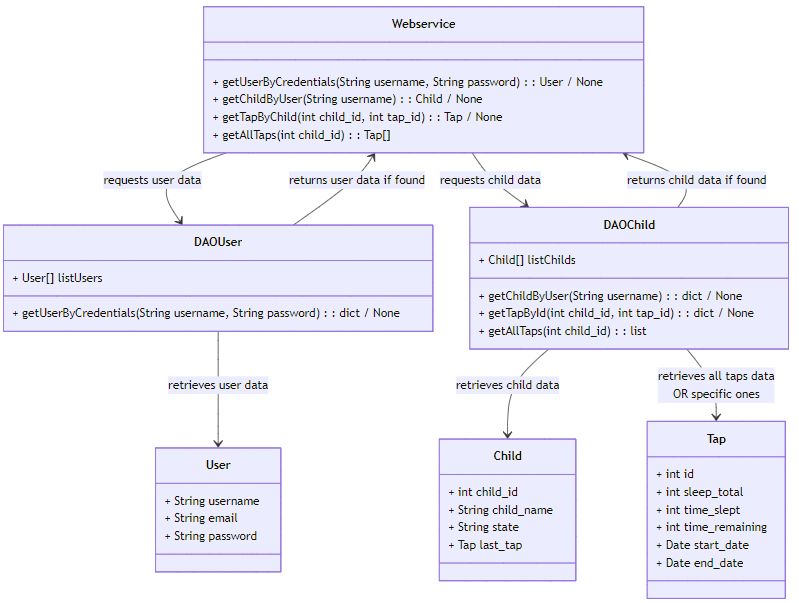 Webservice
+ getUserByCredentials(String username, String password) : : User / None
+ getChildByUser(String username) : : Child / None
+ getTapByChild(int child_id, int tap_id) : : Tap / None
+ getAllTaps(int child_id) : : Tap[]
requests user data
returns user data if found
requests child data
returns child data if found
DAOUser
+ User[] listUsers
+ getUserByCredentials(String username, String password) : : dict / None
DAOChild
+ Child[] listChilds
+ getChildByUser(String username) : : dict / None
+ getTapById(int child_id, int tap_id) : : dict / None
+ getAllTaps(int child_id) : : list
retrieves user data
retrieves child data
retrieves all taps data
OR specific ones
User
+ String username
+ String email
+ String password
Child
+ int child_id
+ String child_name
+ String state
+ Tap last_tap
Tap
+ int id
+ int sleep_total
+ int time_slept
+ int time_remaining
+ Date start_date
+ Date end_date